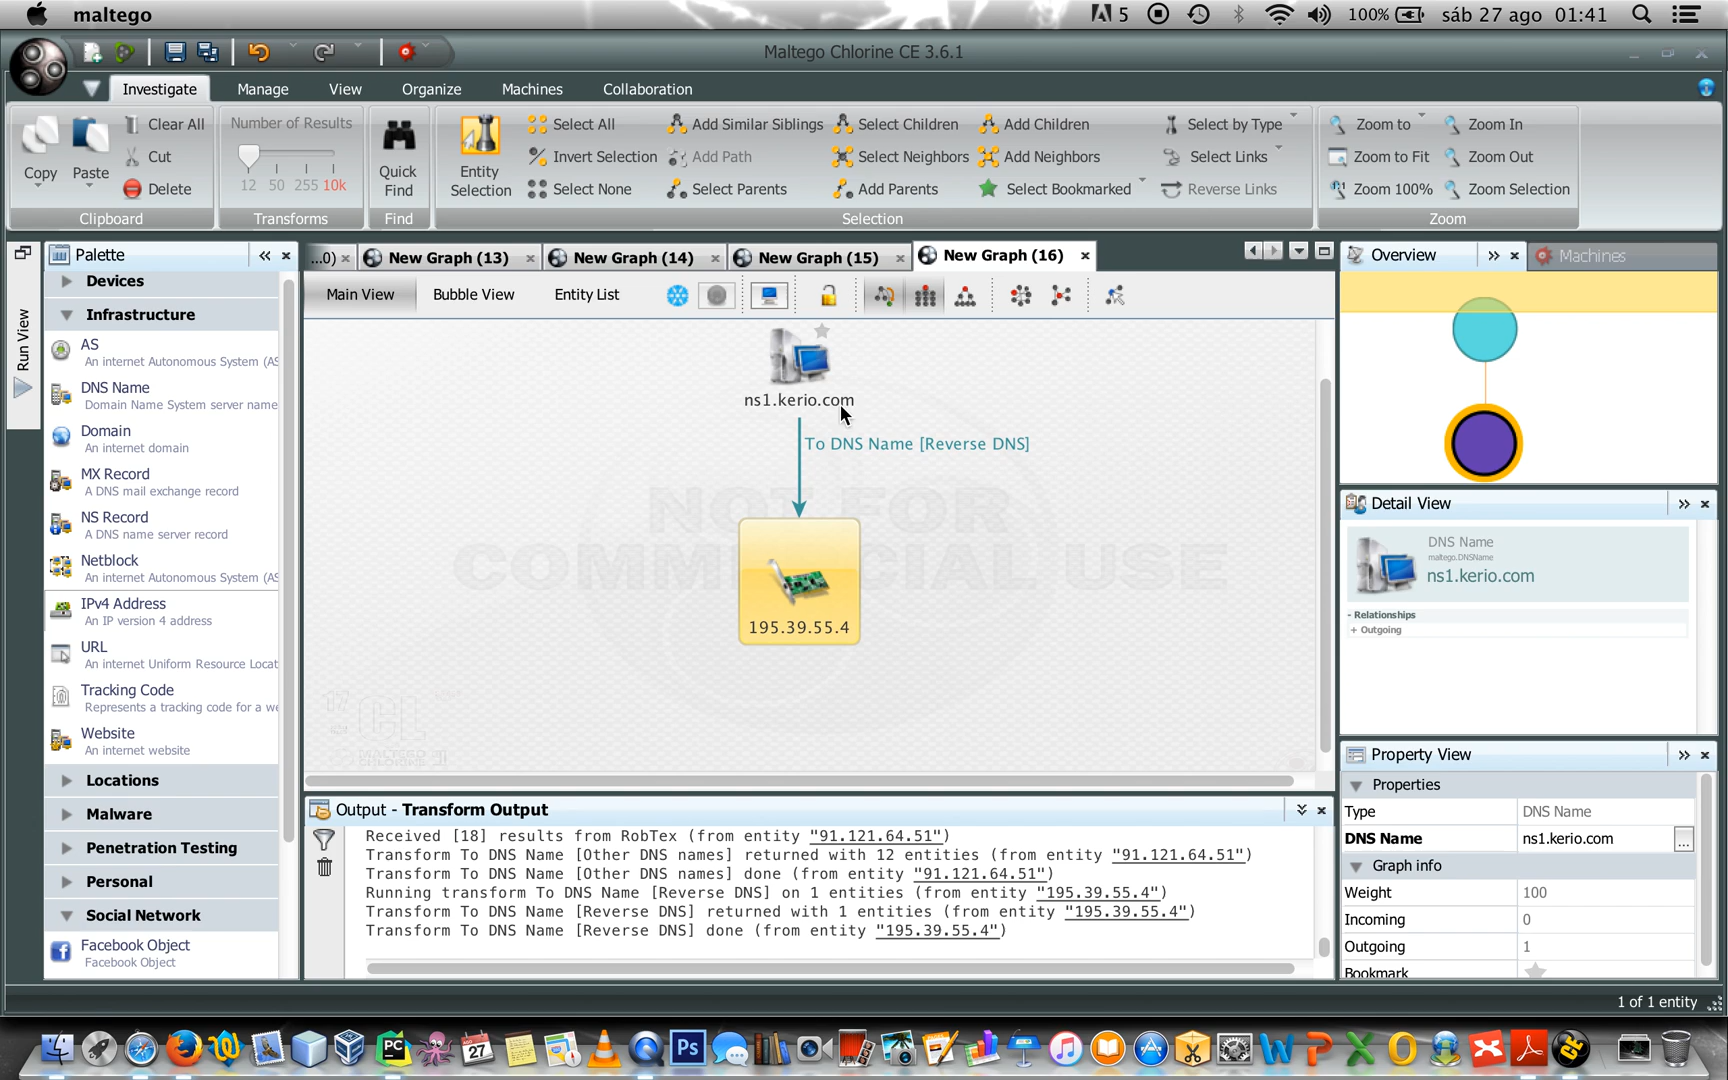 maltego
5
100%
sáb 27 ago 01:41
Maltego Chlorine CE 3.6.1
Investigate
Manage
View
Organize
Machines
Collaboration
Copy
Paste
Clear All
Cut
Delete
Clipboard
Number of Results
12 50 255 10k
Transforms
Quick
Find
Find
Entity
Selection
Select All
Invert Selection
Select None
Add Similar Siblings
Add Path
Select Parents
Select Children
Select Neighbors
Add Parents
Add Children
Add Neighbors
Select Bookmarked
Select by Type
Select Links
Reverse Links
Selection
Zoom to
Zoom to Fit
Zoom 100%
Zoom In
Zoom Out
Zoom Selection
Zoom
Run View
Palette
Devices
Infrastructure
AS
An internet Autonomous System (AS
DNS Name
Domain Name System server name
Domain
An internet domain
MX Record
A DNS mail exchange record
NS Record
A DNS name server record
Netblock
An internet Autonomous System (AS
IPv4 Address
An IP version 4 address
URL
An internet Uniform Resource Locat
Tracking Code
Represents a tracking code for a we
Website
An internet website
Locations
Malware
Penetration Testing
Personal
Social Network
Facebook Object
Facebook Object
...0)
New Graph (13)
New Graph (14)
New Graph (15)
New Graph (16)
Main View
Bubble View
Entity List
ns1.kerio.com
To DNS Name [Reverse DNS]
NOT FOR
COMMERCIAL USE
195.39.55.4
Output - Transform Output
Received [18] results from RobTex (from entity "91.121.64.51")
Transform To DNS Name [Other DNS names] returned with 12 entities (from entity "91.121.64.51")
Transform To DNS Name [Other DNS names] done (from entity "91.121.64.51")
Running transform To DNS Name [Reverse DNS] on 1 entities (from entity "195.39.55.4")
Transform To DNS Name [Reverse DNS] returned with 1 entities (from entity "195.39.55.4")
Transform To DNS Name [Reverse DNS] done (from entity "195.39.55.4")
Overview
Machines
Detail View
DNS Name
maltego.DNSName
ns1.kerio.com
- Relationships
+ Outgoing
Property View
Properties
Type DNS Name
DNS Name ns1.kerio.com ...
Graph info
Weight 100
Incoming 0
Outgoing 1
Bookmark
1 of 1 entity